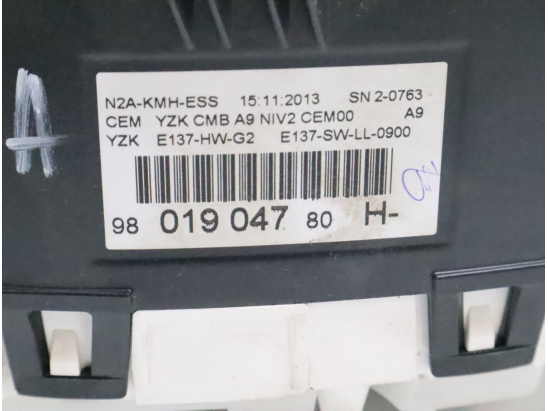 A
N2A-KMH-ESS 15:11:2013 SN 2-0763
CEM YZK CMB A9 NIV2 CEM00 A9
YZK E137-HW-G2 E137-SW-LL-0900
98 019 047 80 H-